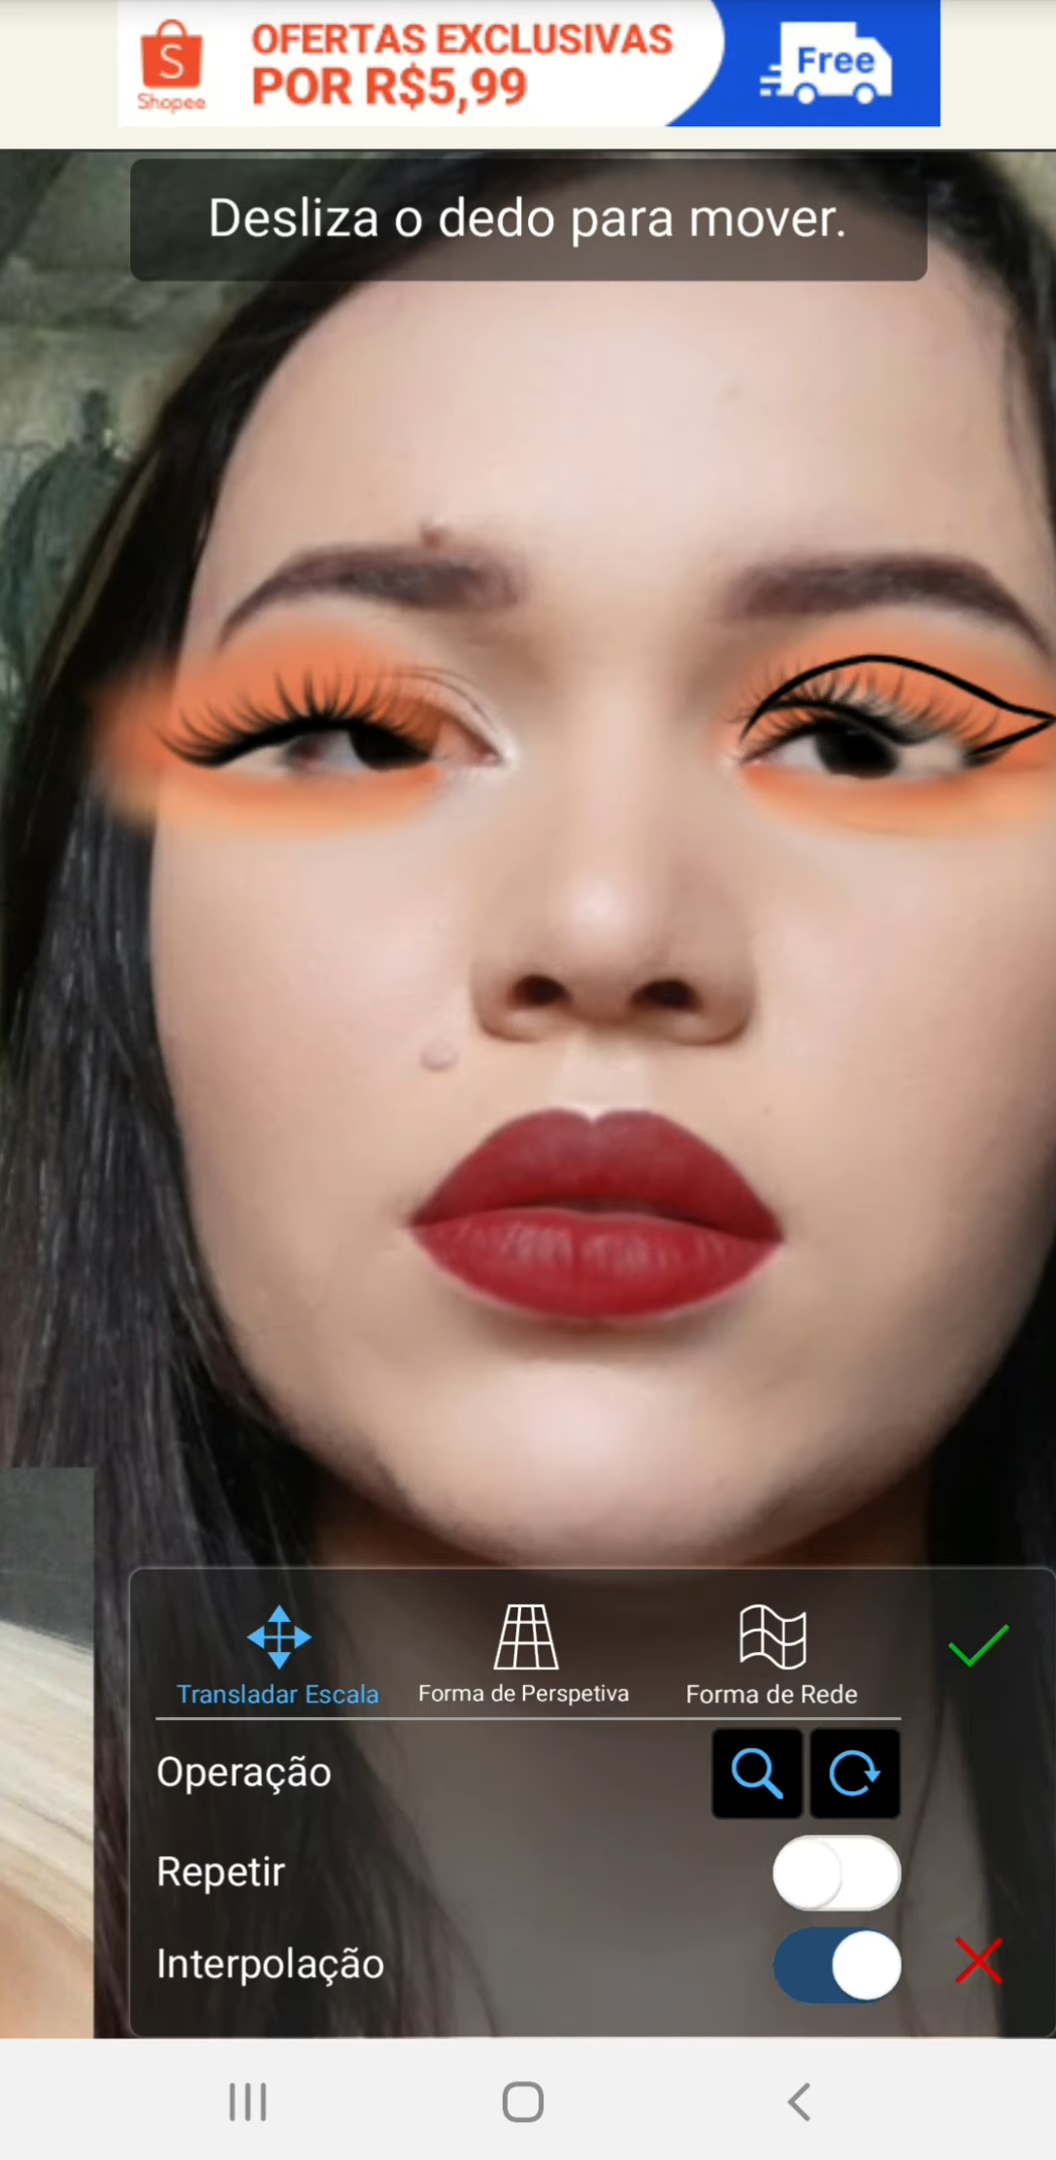 OFERTAS EXCLUSIVAS
POR R$5,99
Shopee
Free
Desliza o dedo para mover.
Transladar Escala
Forma de Perspetiva
Forma de Rede
Operação
Repetir
Interpolação